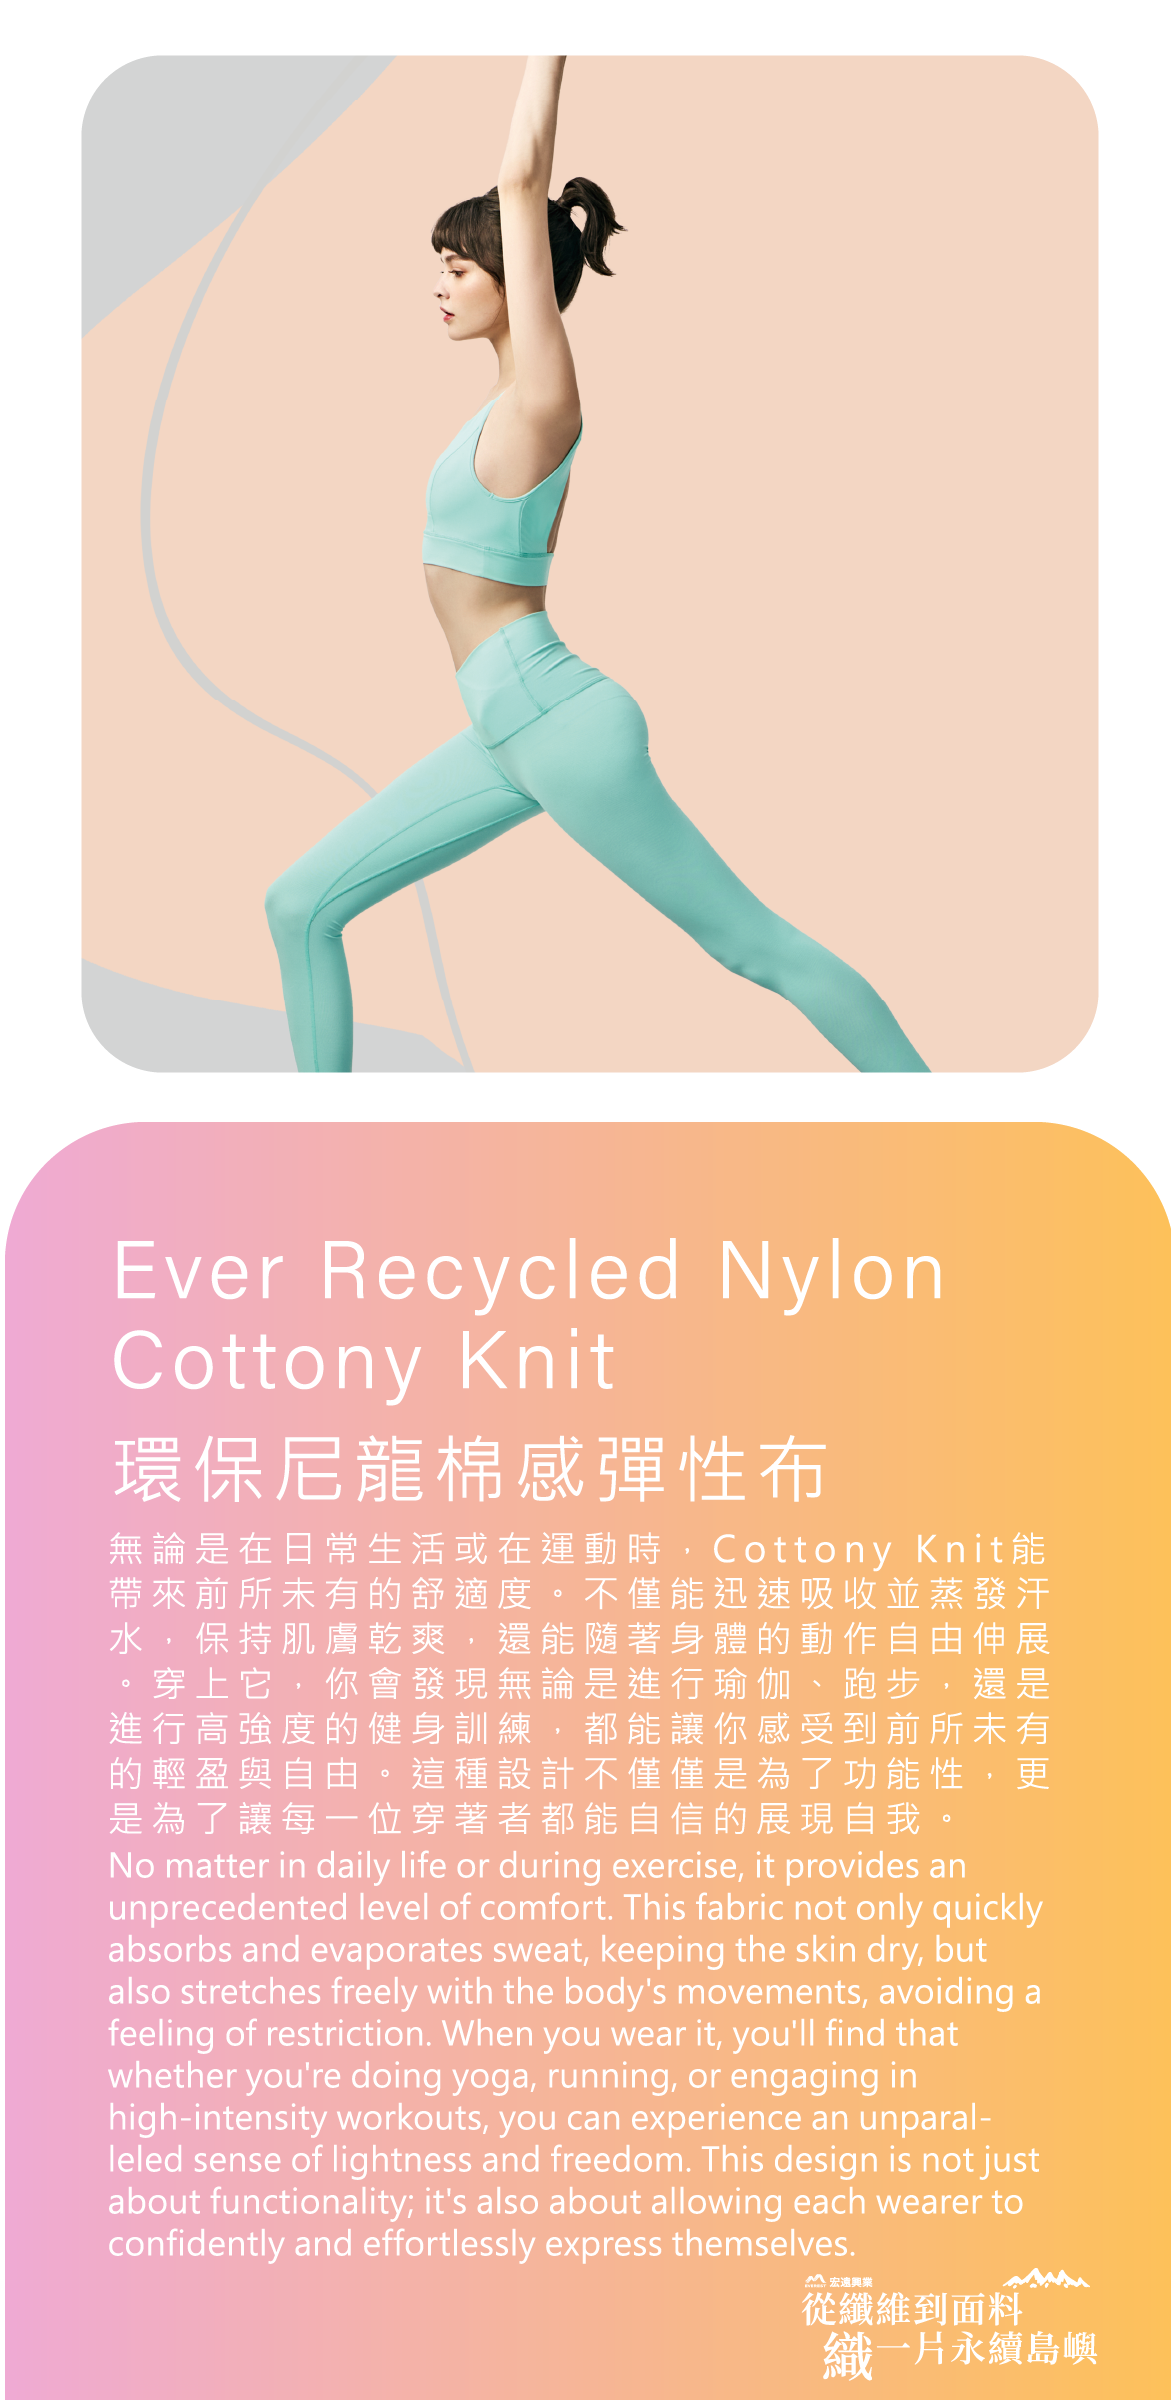 Ever Recycled Nylon
Cottony Knit
環保尼龍棉感彈性布
無論是在日常生活或在運動時，Cottony Knit能
帶來前所未有的舒適度。不僅能迅速吸收並蒸發汗
水，保持肌膚乾爽，還能隨著身體的動作自由伸展
。穿上它，你會發現無論是進行瑜伽、跑步，還是
進行高強度的健身訓練，都能讓你感受到前所未有
的輕盈與自由。這種設計不僅僅是為了功能性，更
是為了讓每一位穿著者都能自信的展現自我。
No matter in daily life or during exercise, it provides an
unprecedented level of comfort. This fabric not only quickly
absorbs and evaporates sweat, keeping the skin dry, but
also stretches freely with the body's movements, avoiding a
feeling of restriction. When you wear it, you'll find that
whether you're doing yoga, running, or engaging in
high-intensity workouts, you can experience an unparal-
leled sense of lightness and freedom. This design is not just
about functionality; it's also about allowing each wearer to
confidently and effortlessly express themselves.
宏遠興業
從纖維到面料
織一片永續島嶼